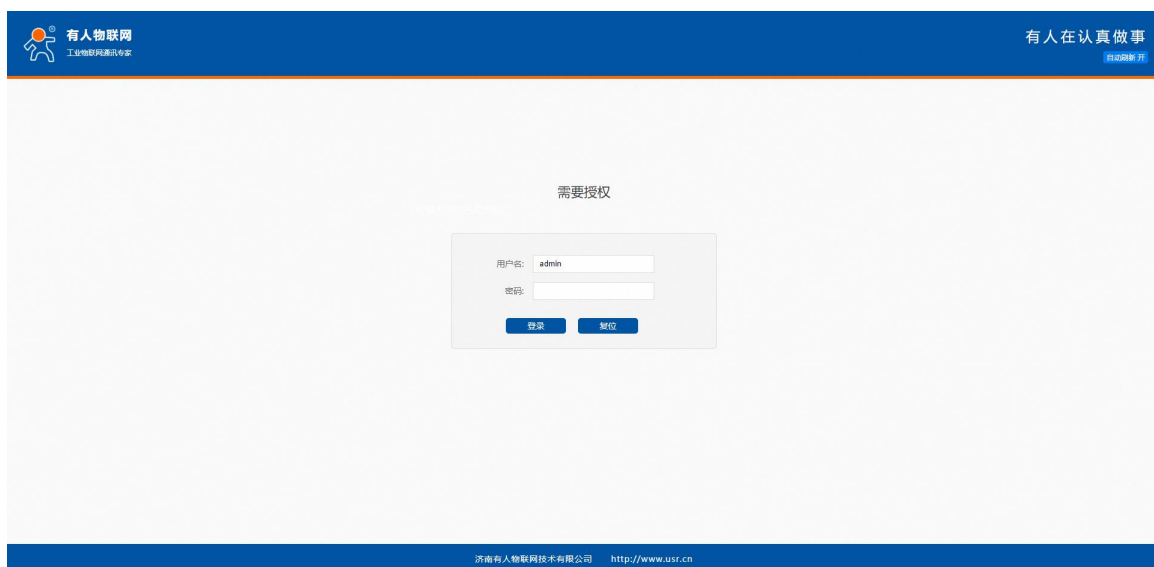 有人物联网
工业物联网通讯专家
有人在认真做事
自动刷新 开
需要授权
用户名: admin
密码:
登录 复位
济南有人物联网技术有限公司 http://www.usr.cn